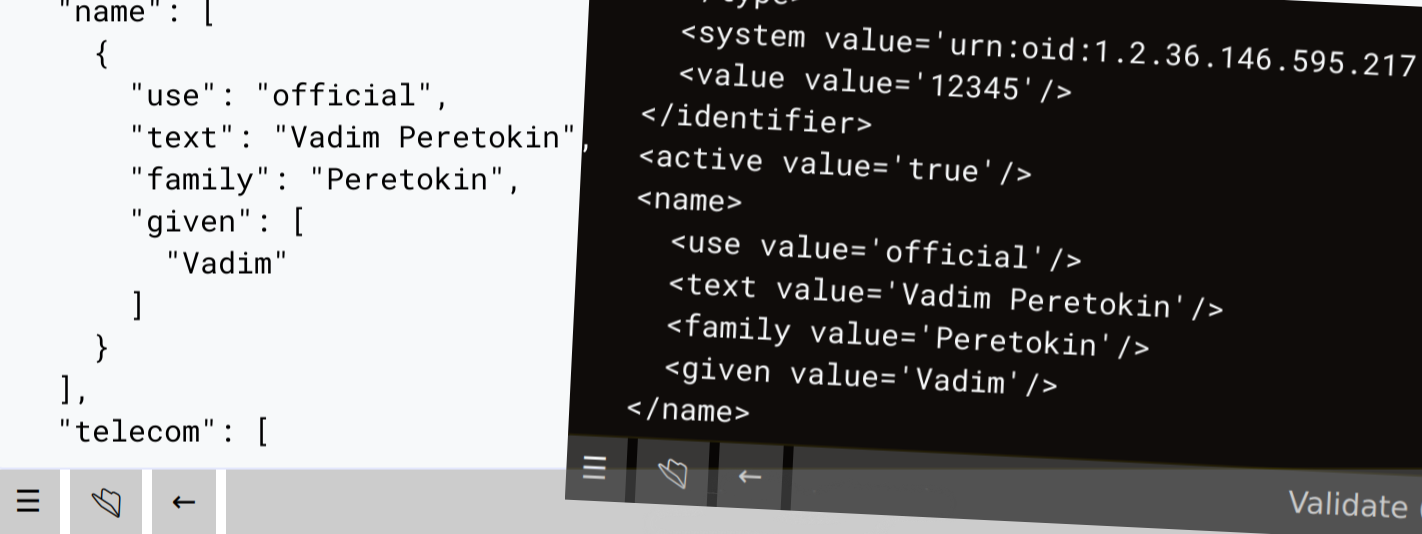 "name": [
{
"use": "official",
"text": "Vadim Peretokin",
"family": "Peretokin",
"given": [
"Vadim"
]
}
],
"telecom": [
<system value='urn:oid:1.2.36.146.595.217
<value value='12345'/>
</identifier>
<active value='true'/>
<name>
<use value='official'/>
<text value='Vadim Peretokin'/>
<family value='Peretokin'/>
<given value='Vadim'/>
</name>
Validate